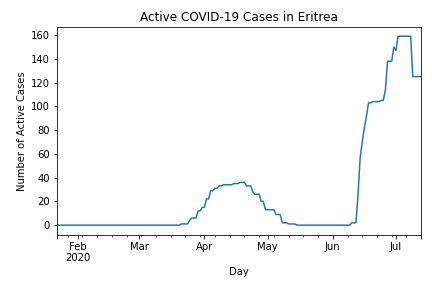 Active COVID-19 Cases in Eritrea
160
140
120
100
80
60
40
20
0
Number of Active Cases
Feb Mar Apr May Jun Jul
2020
Day